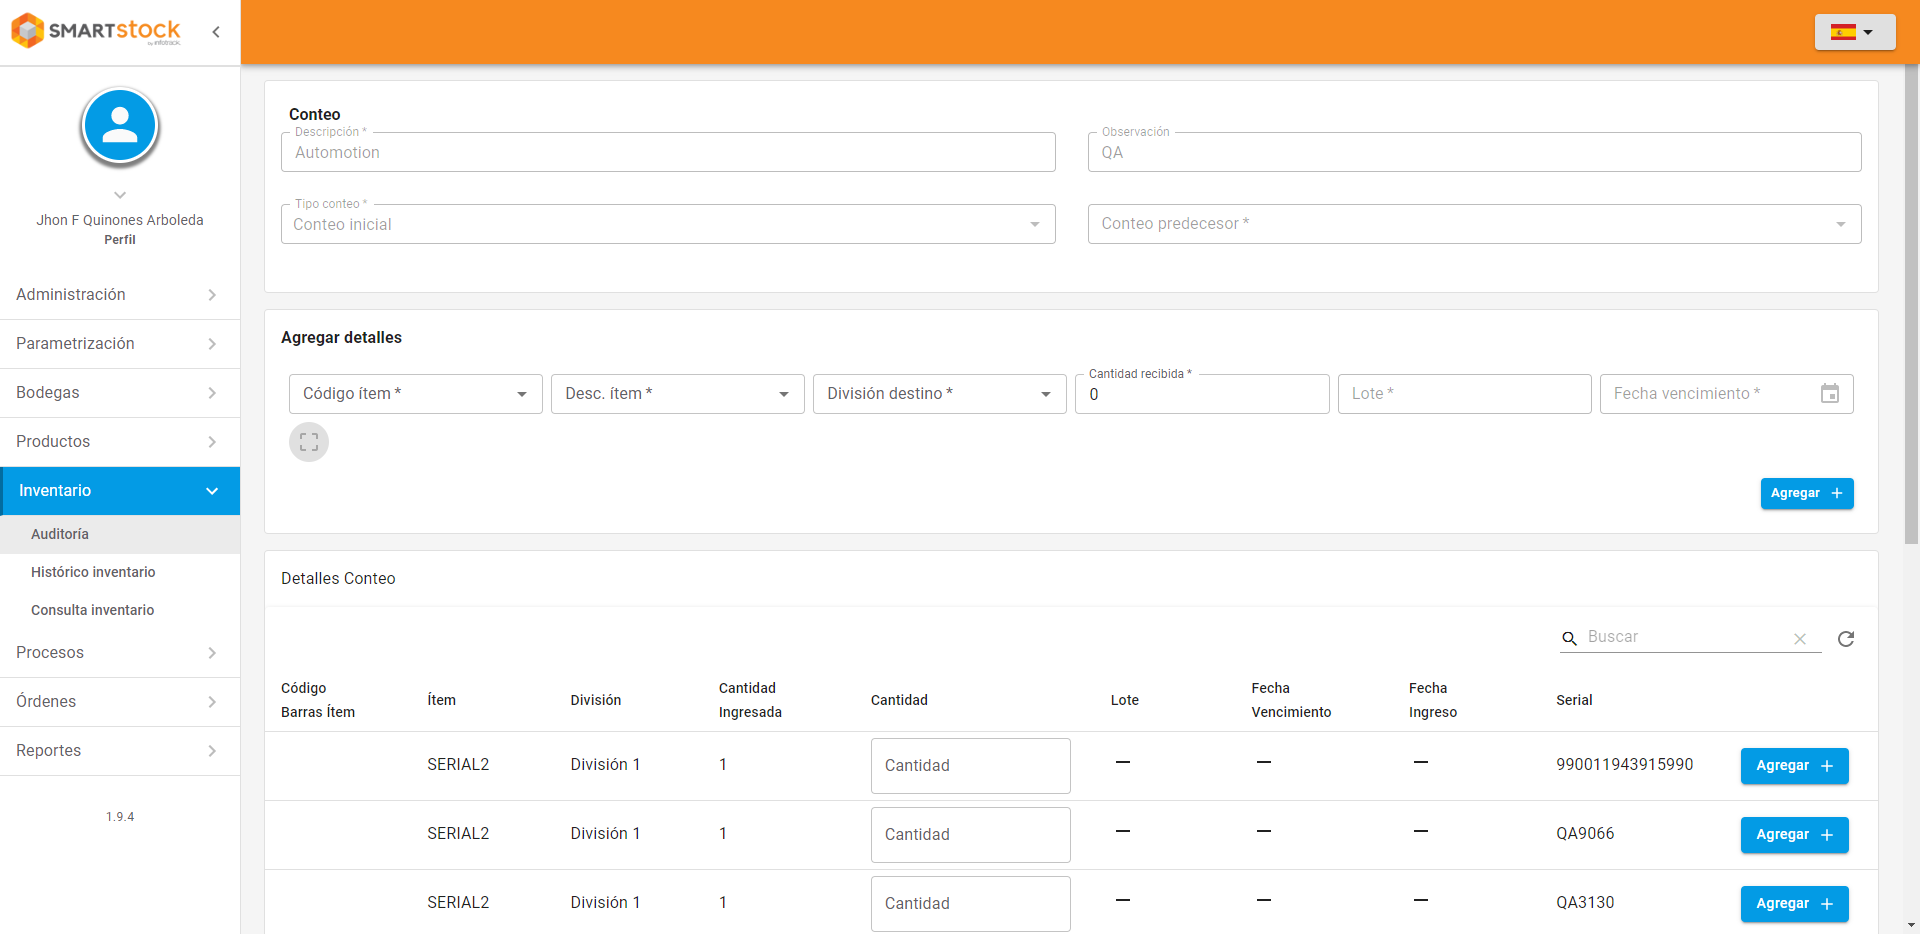 SMARTstock
by infotrack.
Jhon F Quinones Arboleda
Perfil
Administración
Parametrización
Bodegas
Productos
Inventario
Auditoría
Histórico inventario
Consulta inventario
Procesos
Órdenes
Reportes
1.9.4
Conteo
Descripción *
Automotion
Observación
QA
Tipo conteo *
Conteo inicial
Conteo predecesor *
Agregar detalles
Código ítem *
Desc. ítem *
División destino *
Cantidad recibida *
0
Lote *
Fecha vencimiento *
Agregar +
Detalles Conteo
Buscar
Código Barras Ítem
Ítem
División
Cantidad Ingresada
Cantidad
Lote
Fecha Vencimiento
Fecha Ingreso
Serial
SERIAL2 División 1 1 Cantidad — — — 990011943915990 Agregar +
SERIAL2 División 1 1 Cantidad — — — QA9066 Agregar +
SERIAL2 División 1 1 Cantidad — — — QA3130 Agregar +